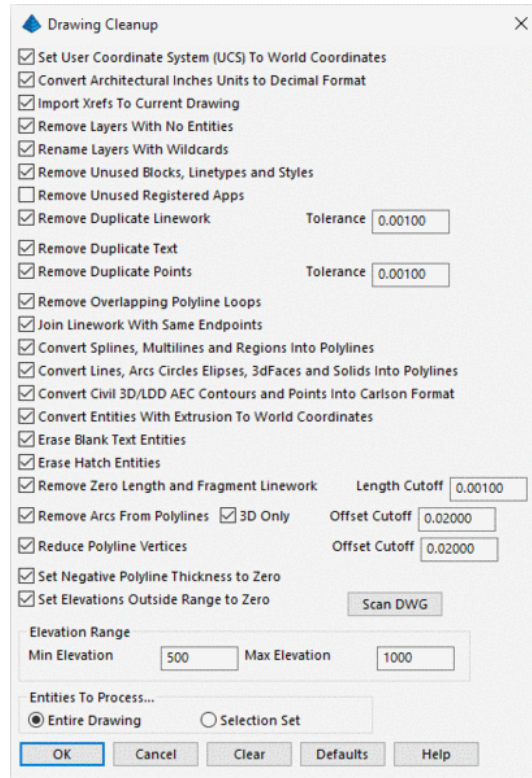 Drawing Cleanup
Set User Coordinate System (UCS) To World Coordinates
Convert Architectural Inches Units to Decimal Format
Import Xrefs To Current Drawing
Remove Layers With No Entities
Rename Layers With Wildcards
Remove Unused Blocks, Linetypes and Styles
Remove Unused Registered Apps
Remove Duplicate Linework Tolerance 0.00100
Remove Duplicate Text
Remove Duplicate Points Tolerance 0.00100
Remove Overlapping Polyline Loops
Join Linework With Same Endpoints
Convert Splines, Multilines and Regions Into Polylines
Convert Lines, Arcs Circles Elipses, 3dFaces and Solids Into Polylines
Convert Civil 3D/LDD AEC Contours and Points Into Carlson Format
Convert Entities With Extrusion To World Coordinates
Erase Blank Text Entities
Erase Hatch Entities
Remove Zero Length and Fragment Linework Length Cutoff 0.00100
Remove Arcs From Polylines 3D Only Offset Cutoff 0.02000
Reduce Polyline Vertices Offset Cutoff 0.02000
Set Negative Polyline Thickness to Zero
Set Elevations Outside Range to Zero Scan DWG
Elevation Range
Min Elevation 500 Max Elevation 1000
Entities To Process...
Entire Drawing Selection Set
OK Cancel Clear Defaults Help